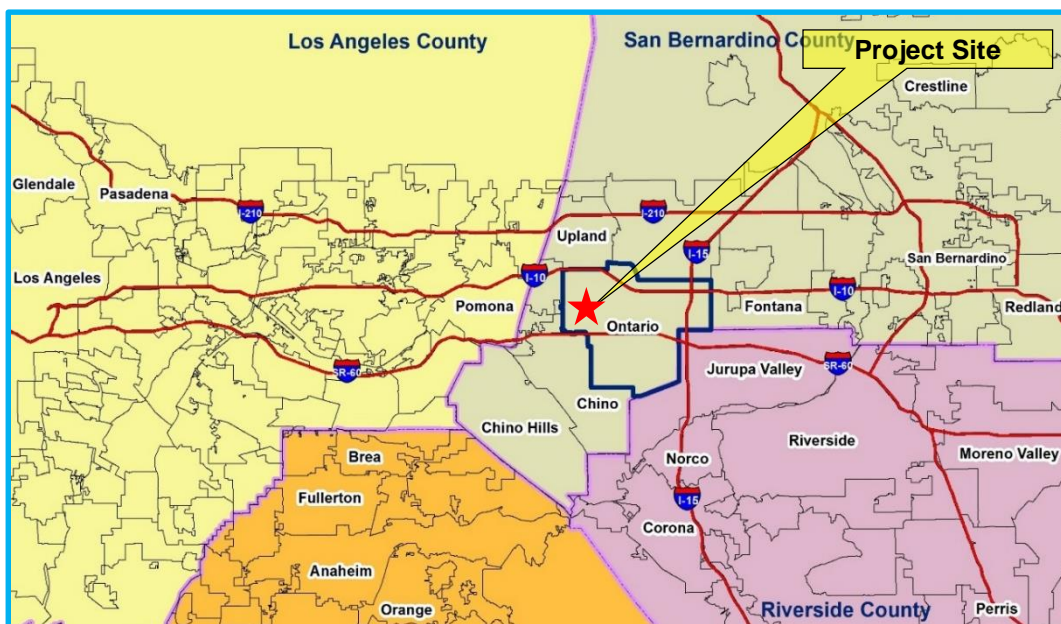 Los Angeles County
San Bernardino County
Project Site
Crestline
Glendale
Pasadena
I-210
I-210
Upland
I-15
San Bernardino
Los Angeles
I-10
Pomona
Fontana
I-10
Redland
Ontario
SR-60
Jurupa Valley
SR-60
Chino
Chino Hills
Riverside
Brea
Norco
Moreno Valley
Fullerton
I-15
Corona
Anaheim
Orange
Riverside County
Perris